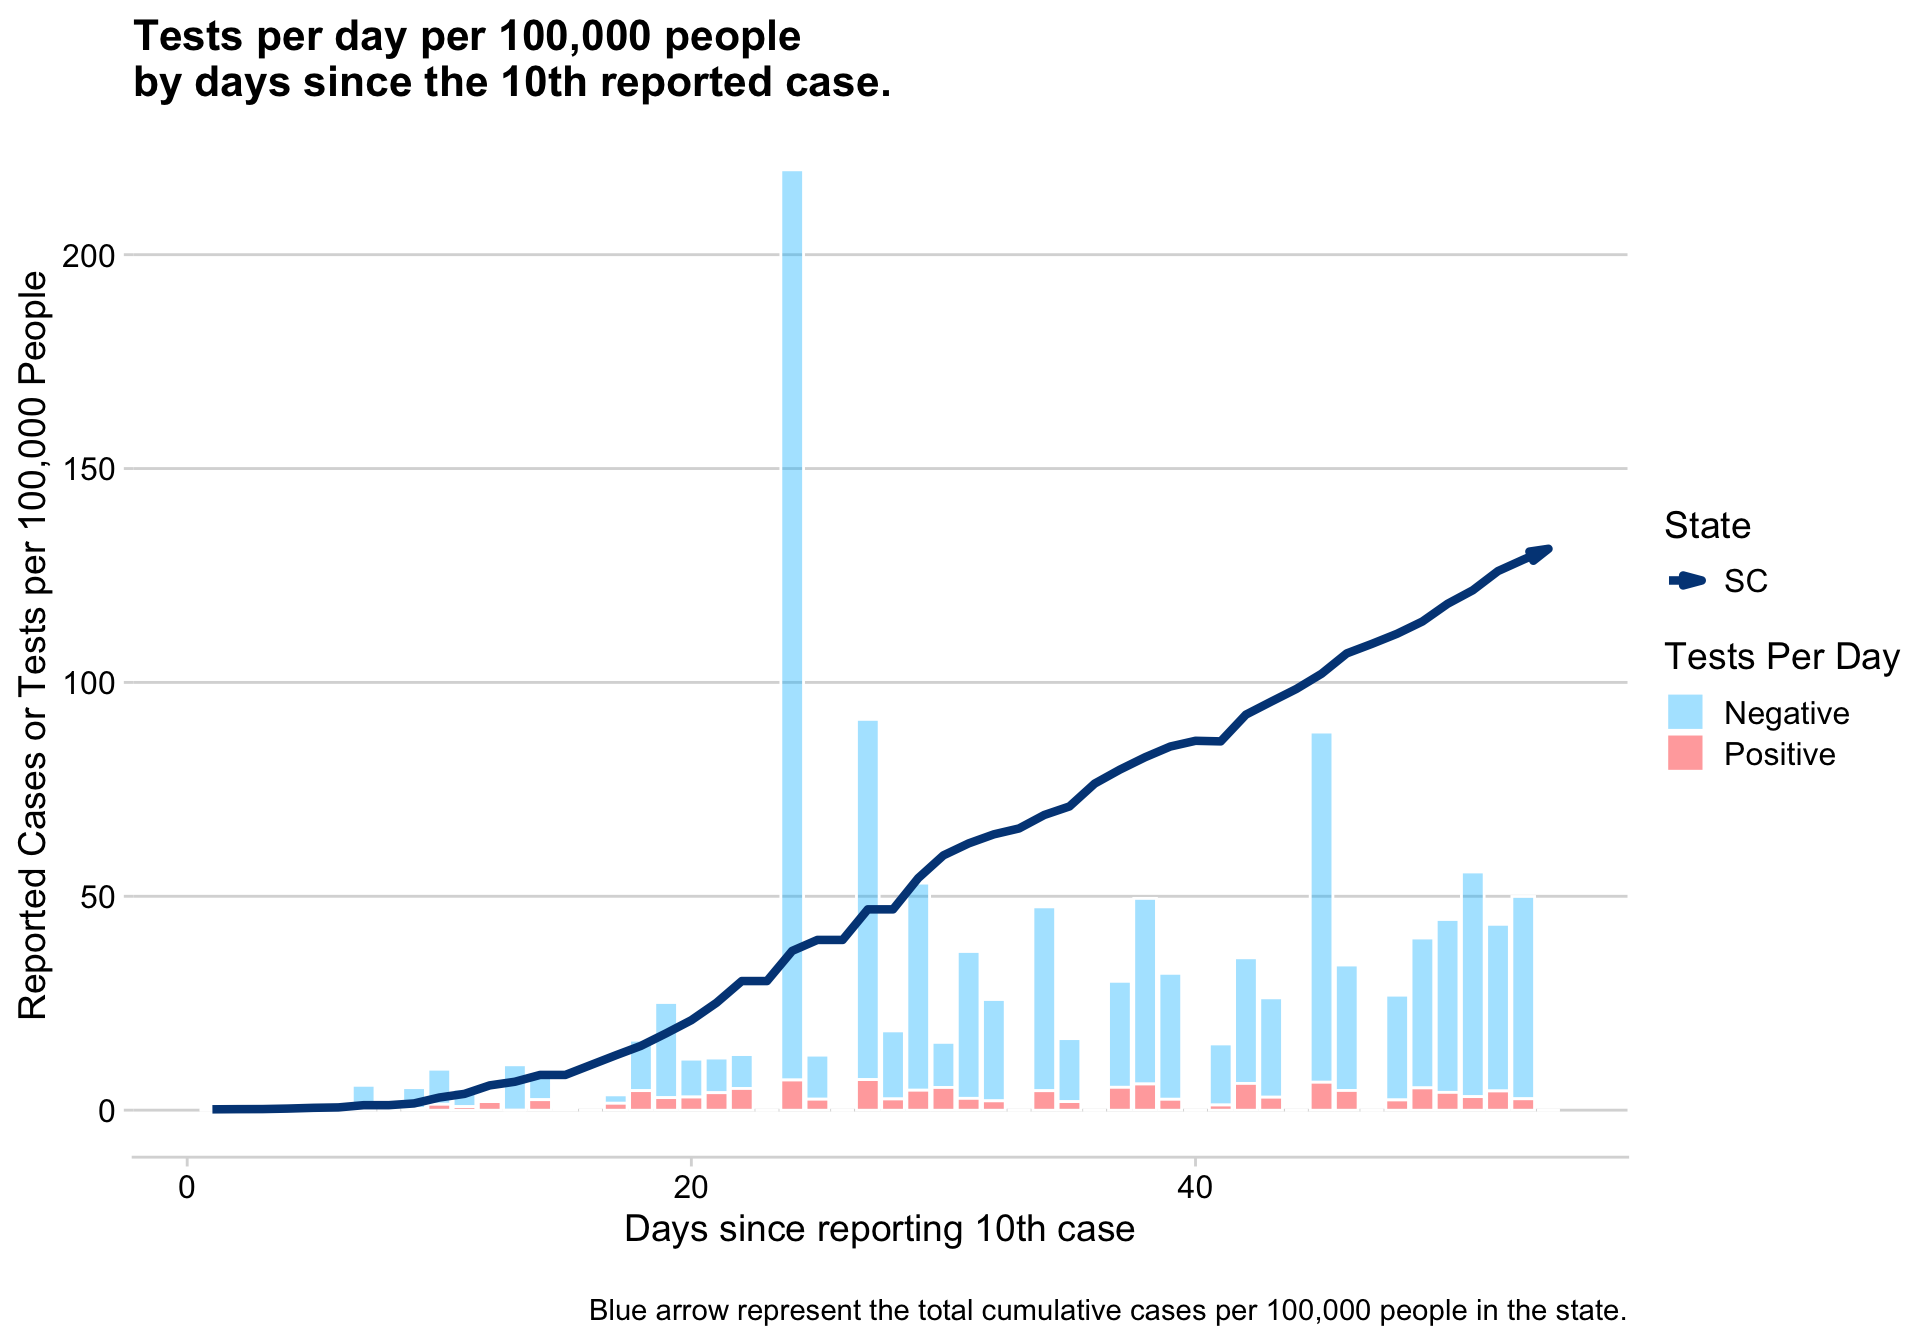 Tests per day per 100,000 people
by days since the 10th reported case.
Reported Cases or Tests per 100,000 People
200
150
100
50
0
0
20
40
Days since reporting 10th case
State
SC
Tests Per Day
Negative
Positive
Blue arrow represent the total cumulative cases per 100,000 people in the state.